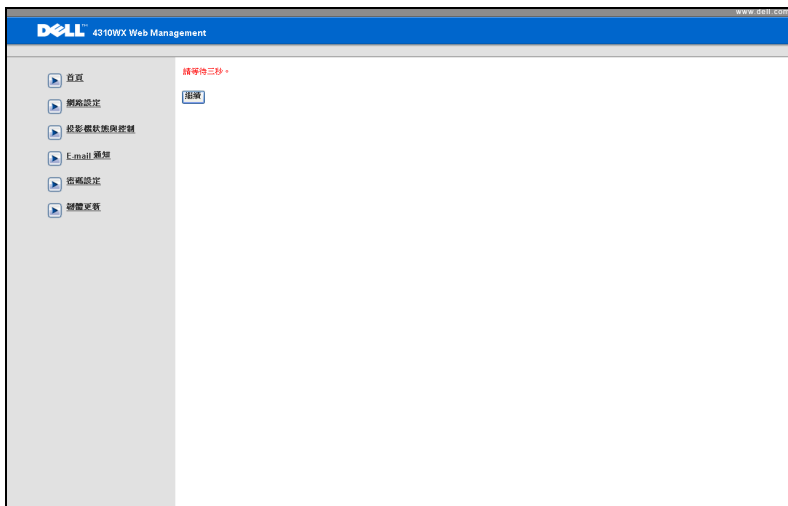 www.dell.com
DELL™ 4310WX Web Management
首頁
網路設定
投影機狀態與控制
E-mail 通知
密碼設定
韌體更新
請等待三秒。
繼續